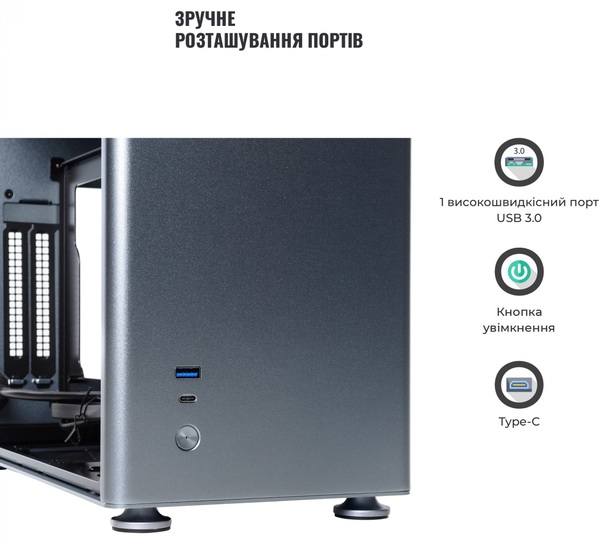 ЗРУЧНЕ
РОЗТАШУВАННЯ ПОРТІВ
3.0
1 високошвидкісний порт
USB 3.0
Кнопка
увімкнення
Type-C